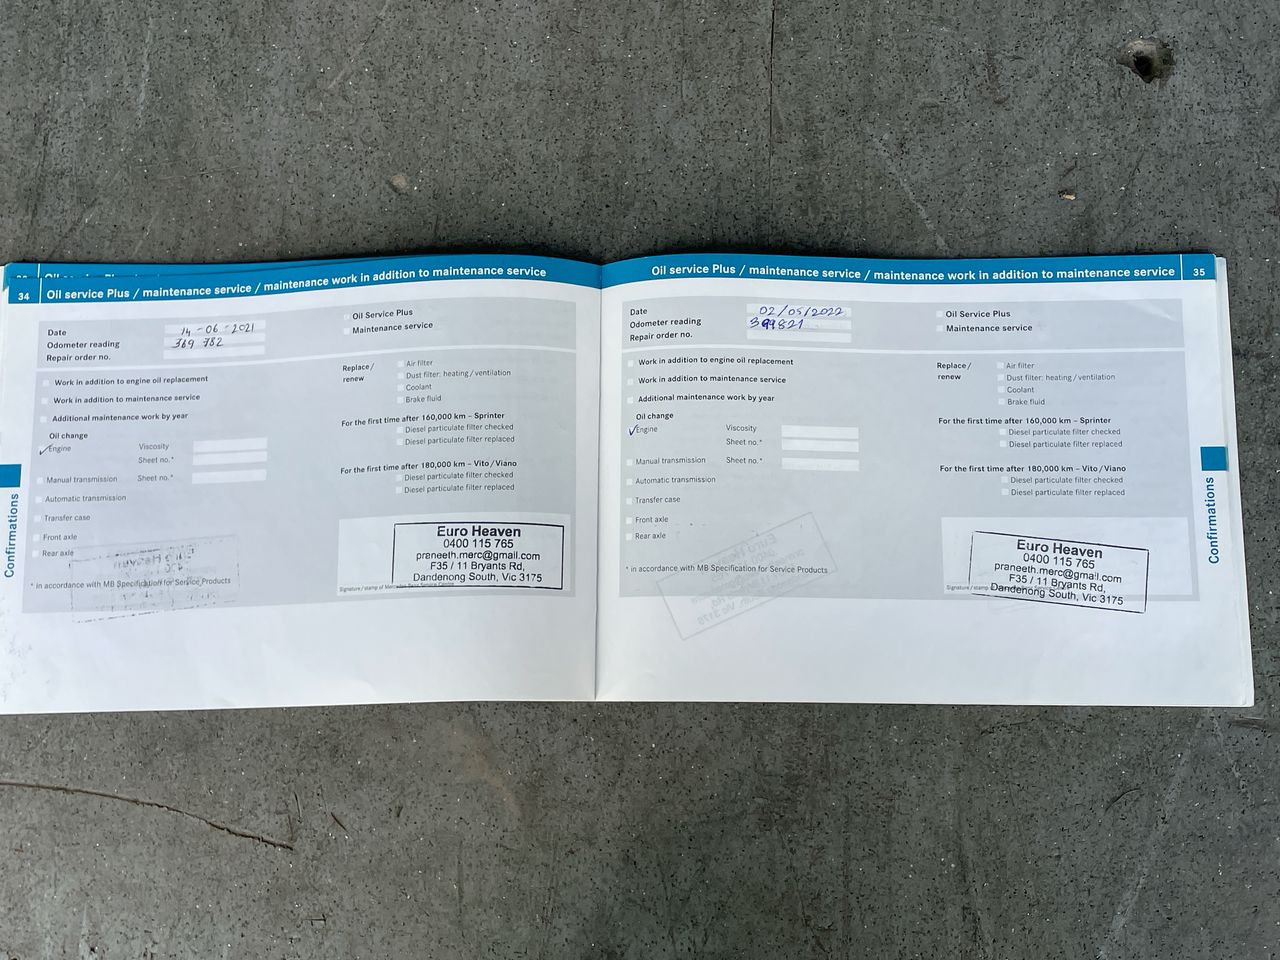 34 Oil service Plus / maintenance service / maintenance work in addition to maintenance service
Date 14-06-2021
Odometer reading 369 782
Repair order no.
Oil Service Plus
Maintenance service
Work in addition to engine oil replacement
Work in addition to maintenance service
Additional maintenance work by year
Oil change
Engine Viscosity
Sheet no.*
Manual transmission Sheet no.*
Automatic transmission
Transfer case
Front axle
Rear axle
* in accordance with MB Specification for Service Products
Replace / renew
Air filter
Dust filter: heating / ventilation
Coolant
Brake fluid
For the first time after 160,000 km – Sprinter
Diesel particulate filter checked
Diesel particulate filter replaced
For the first time after 180,000 km – Vito / Viano
Diesel particulate filter checked
Diesel particulate filter replaced
Euro Heaven
0400 115 765
praneeth.merc@gmail.com
F35 / 11 Bryants Rd,
Dandenong South, Vic 3175
Signature / stamp of
Confirmations
Oil service Plus / maintenance service / maintenance work in addition to maintenance service 35
Date 02/05/2022
Odometer reading 399821
Repair order no.
Oil Service Plus
Maintenance service
Work in addition to engine oil replacement
Work in addition to maintenance service
Additional maintenance work by year
Oil change
Engine Viscosity
Sheet no.*
Manual transmission Sheet no.*
Automatic transmission
Transfer case
Front axle
Rear axle
* in accordance with MB Specification for Service Products
Replace / renew
Air filter
Dust filter: heating / ventilation
Coolant
Brake fluid
For the first time after 160,000 km – Sprinter
Diesel particulate filter checked
Diesel particulate filter replaced
For the first time after 180,000 km – Vito / Viano
Diesel particulate filter checked
Diesel particulate filter replaced
Euro Heaven
0400 115 765
praneeth.merc@gmail.com
F35 / 11 Bryants Rd,
Dandenong South, Vic 3175
Signature / stamp
Confirmations